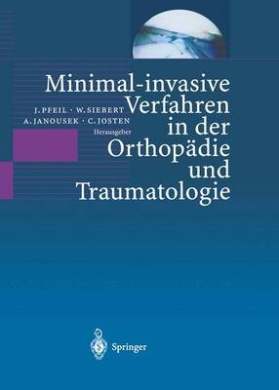 Minimal-invasive
J. PFEIL · W. SIEBERT Verfahren
A. JANOUSEK · C. JOSTEN in der
Herausgeber
Orthopädie
und
Traumatologie
Springer